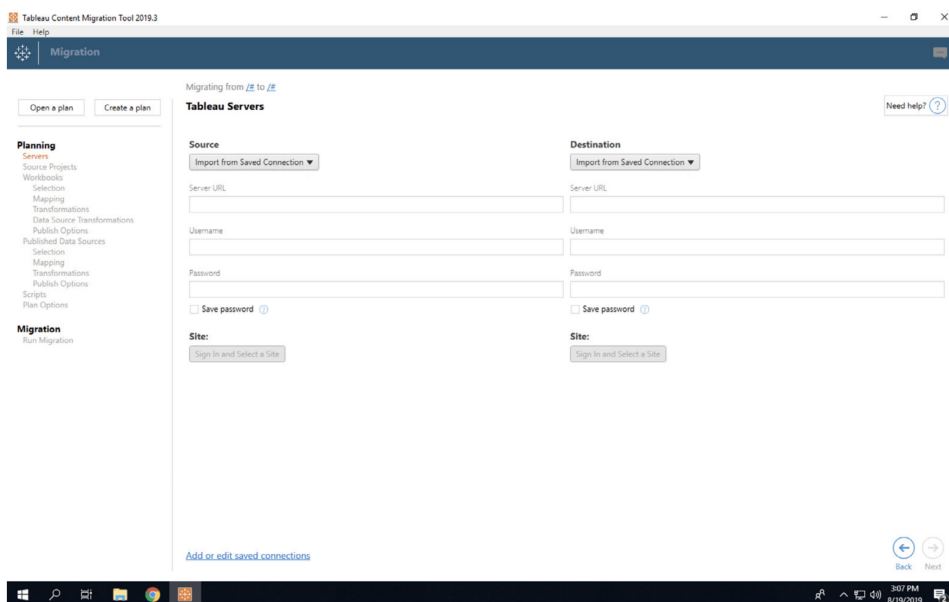 Tableau Content Migration Tool 2019.3
File Help
Migration
Open a plan
Create a plan
Planning
Servers
Source Projects
Workbooks
Selection
Mapping
Transformations
Data Source Transformations
Publish Options
Published Data Sources
Selection
Mapping
Transformations
Publish Options
Scripts
Plan Options
Migration
Run Migration
Migrating from /# to /#
Tableau Servers
Need help? ?
Source
Import from Saved Connection ▼
Server URL
Username
Password
Save password
Site:
Sign In and Select a Site
Destination
Import from Saved Connection ▼
Server URL
Username
Password
Save password
Site:
Sign In and Select a Site
Add or edit saved connections
Back Next
3:07 PM
8/19/2019